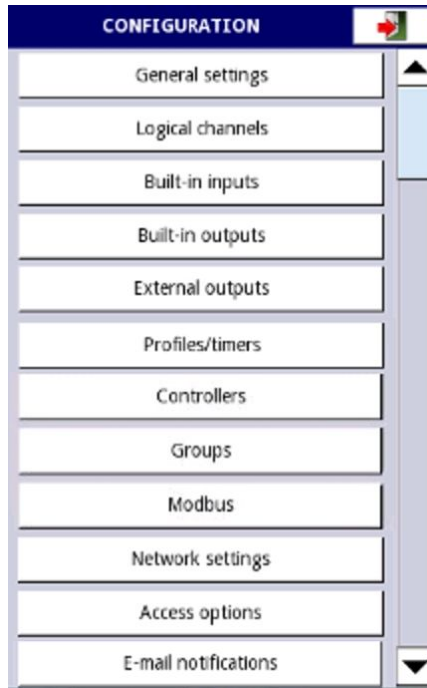 CONFIGURATION
General settings
Logical channels
Built-in inputs
Built-in outputs
External outputs
Profiles/timers
Controllers
Groups
Modbus
Network settings
Access options
E-mail notifications